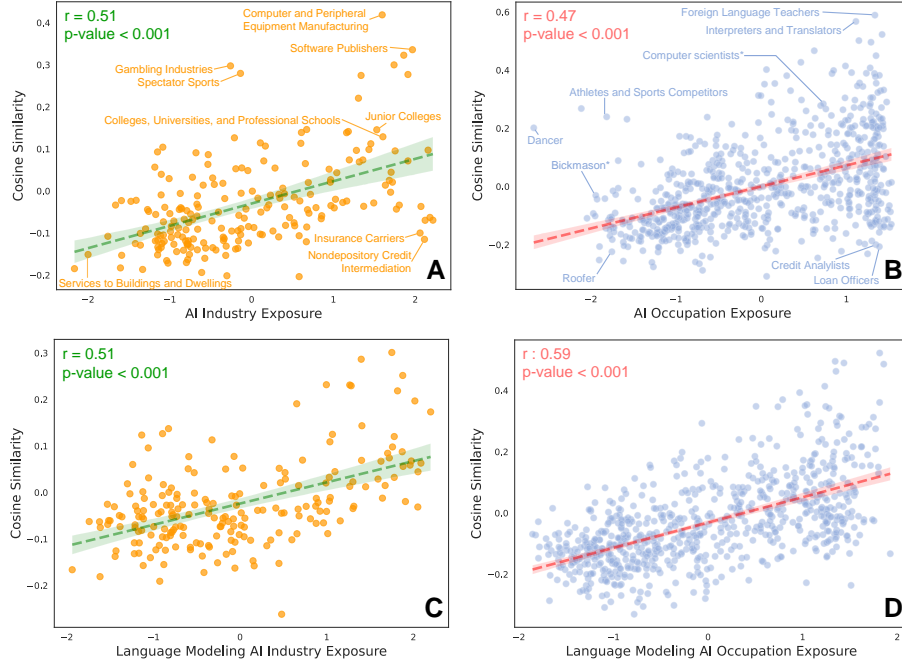 r = 0.51
p-value < 0.001
Computer and Peripheral
Equipment Manufacturing
Software Publishers
Gambling Industries
Spectator Sports
Colleges, Universities, and Professional Schools
Junior Colleges
Insurance Carriers
Nondepository Credit
Intermediation
Services to Buildings and Dwellings
A
Cosine Similarity
0,4
0,3
0,2
0,1
0,0
−0,1
−0,2
−2
−1
0
1
2
AI Industry Exposure
r = 0.47
p-value < 0.001
Foreign Language Teachers
Interpreters and Translators
Computer scientists*
Athletes and Sports Competitors
Dancer
Bickmason*
Roofer
Credit Analysts
Loan Officers
B
Cosine Similarity
0,6
0,4
0.2
0.0
−0.2
−2
−1
0
1
AI Occupation Exposure
r = 0.51
p-value < 0.001
C
Cosine Similarity
0,3
0.2
0.1
0.0
−0.1
−0.2
−2
−1
0
1
2
Language Modeling AI Industry Exposure
r : 0.59
p-value < 0.001
D
Cosine Similarity
0.4
0.2
0.0
−0.2
−2
−1
0
1
2
Language Modeling AI Occupation Exposure